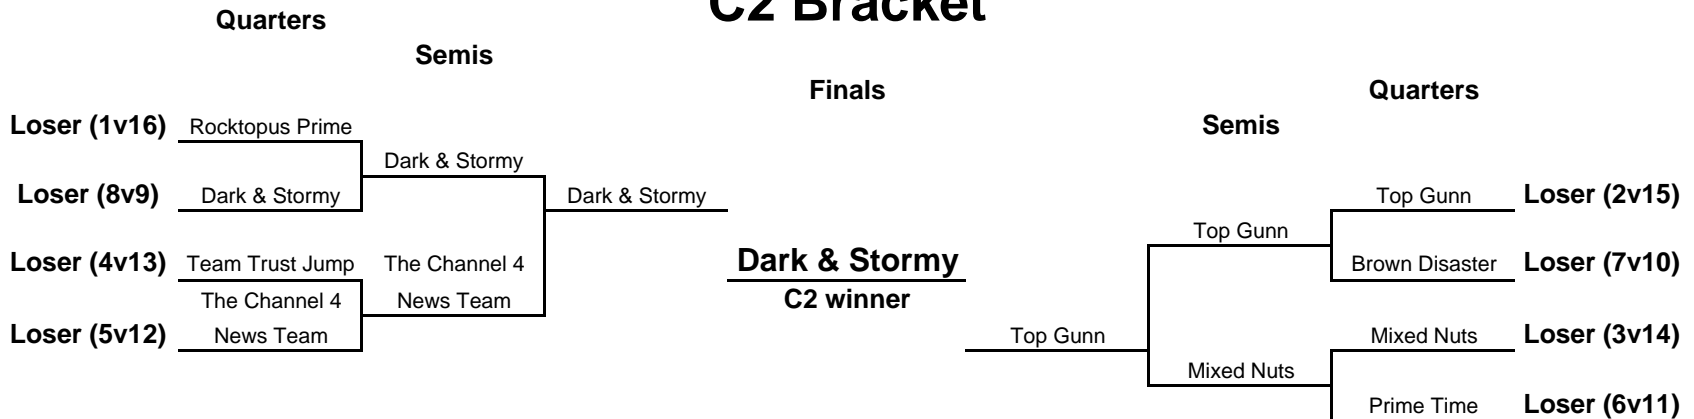 C2 Bracket
Quarters
Semis
Finals Quarters
Loser (1v16) Rocktopus Prime Semis
Dark & Stormy
Loser (8v9) Dark & Stormy Dark & Stormy Top Gunn Loser (2v15)
Top Gunn
Loser (4v13) Team Trust Jump The Channel 4 Dark & Stormy Brown Disaster Loser (7v10)
The Channel 4 News Team C2 winner
Loser (5v12) News Team Top Gunn Mixed Nuts Loser (3v14)
Mixed Nuts
Prime Time Loser (6v11)